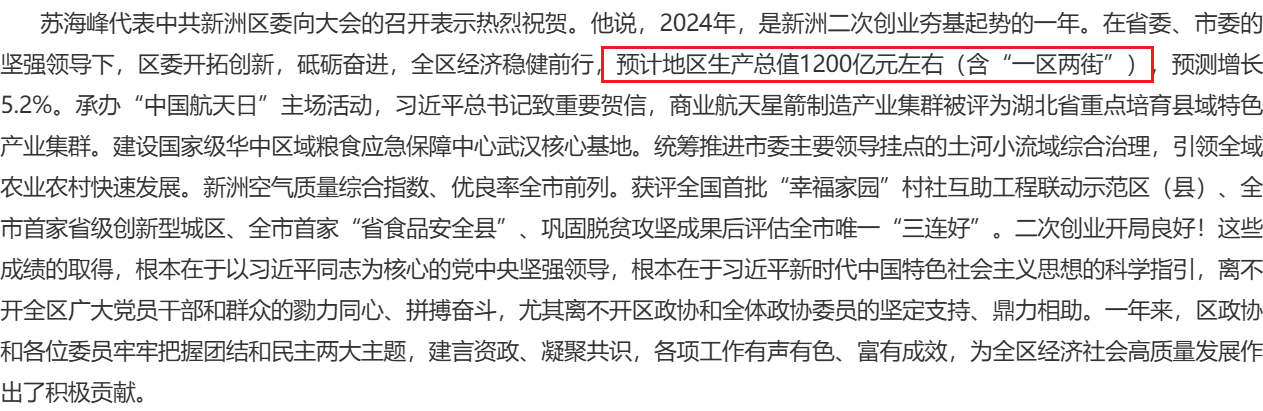 苏海峰代表中共新洲区委向大会的召开表示热烈祝贺。他说，2024年，是新洲二次创业夯基起势的一年。在省委、市委的
坚强领导下，区委开拓创新，砥砺奋进，全区经济稳健前行，预计地区生产总值1200亿元左右（含“一区两街”），预测增长
5.2%。承办“中国航天日”主场活动，习近平总书记致重要贺信，商业航天星箭制造产业集群被评为湖北省重点培育县域特色
产业集群。建设国家级华中区域粮食应急保障中心武汉核心基地。统筹推进市委主要领导挂点的土河小流域综合治理，引领全域
农业农村快速发展。新洲空气质量综合指数、优良率全市前列。获评全国首批“幸福家园”村社互助工程联动示范区（县）、全
市首家省级创新型城区、全市首家“省食品安全县”、巩固脱贫攻坚成果后评估全市唯一“三连好”。二次创业开局良好！这些
成绩的取得，根本在于以习近平同志为核心的党中央坚强领导，根本在于习近平新时代中国特色社会主义思想的科学指引，离不
开全区广大党员干部和群众的勠力同心、拼搏奋斗，尤其离不开区政协和全体政协委员的坚定支持、鼎力相助。一年来，区政协
和各位委员牢牢把握团结和民主两大主题，建言资政、凝聚共识，各项工作有声有色、富有成效，为全区经济社会高质量发展作
出了积极贡献。